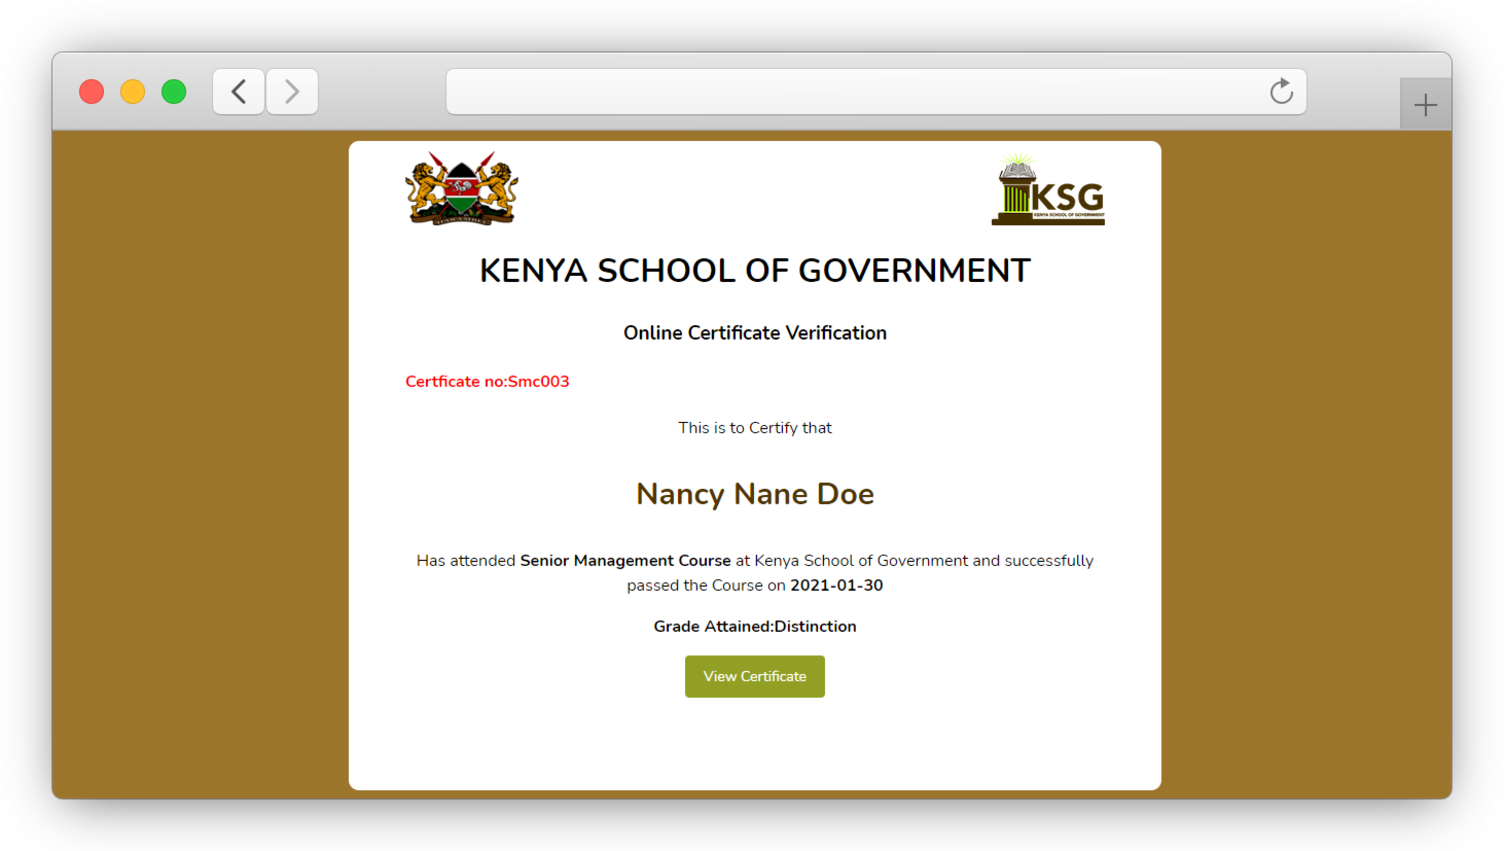 KSG
KENYA SCHOOL OF GOVERNMENT
KENYA SCHOOL OF GOVERNMENT
Online Certificate Verification
Certficate no:Smc003
This is to Certify that
Nancy Nane Doe
Has attended Senior Management Course at Kenya School of Government and successfully
passed the Course on 2021-01-30
Grade Attained:Distinction
View Certificate